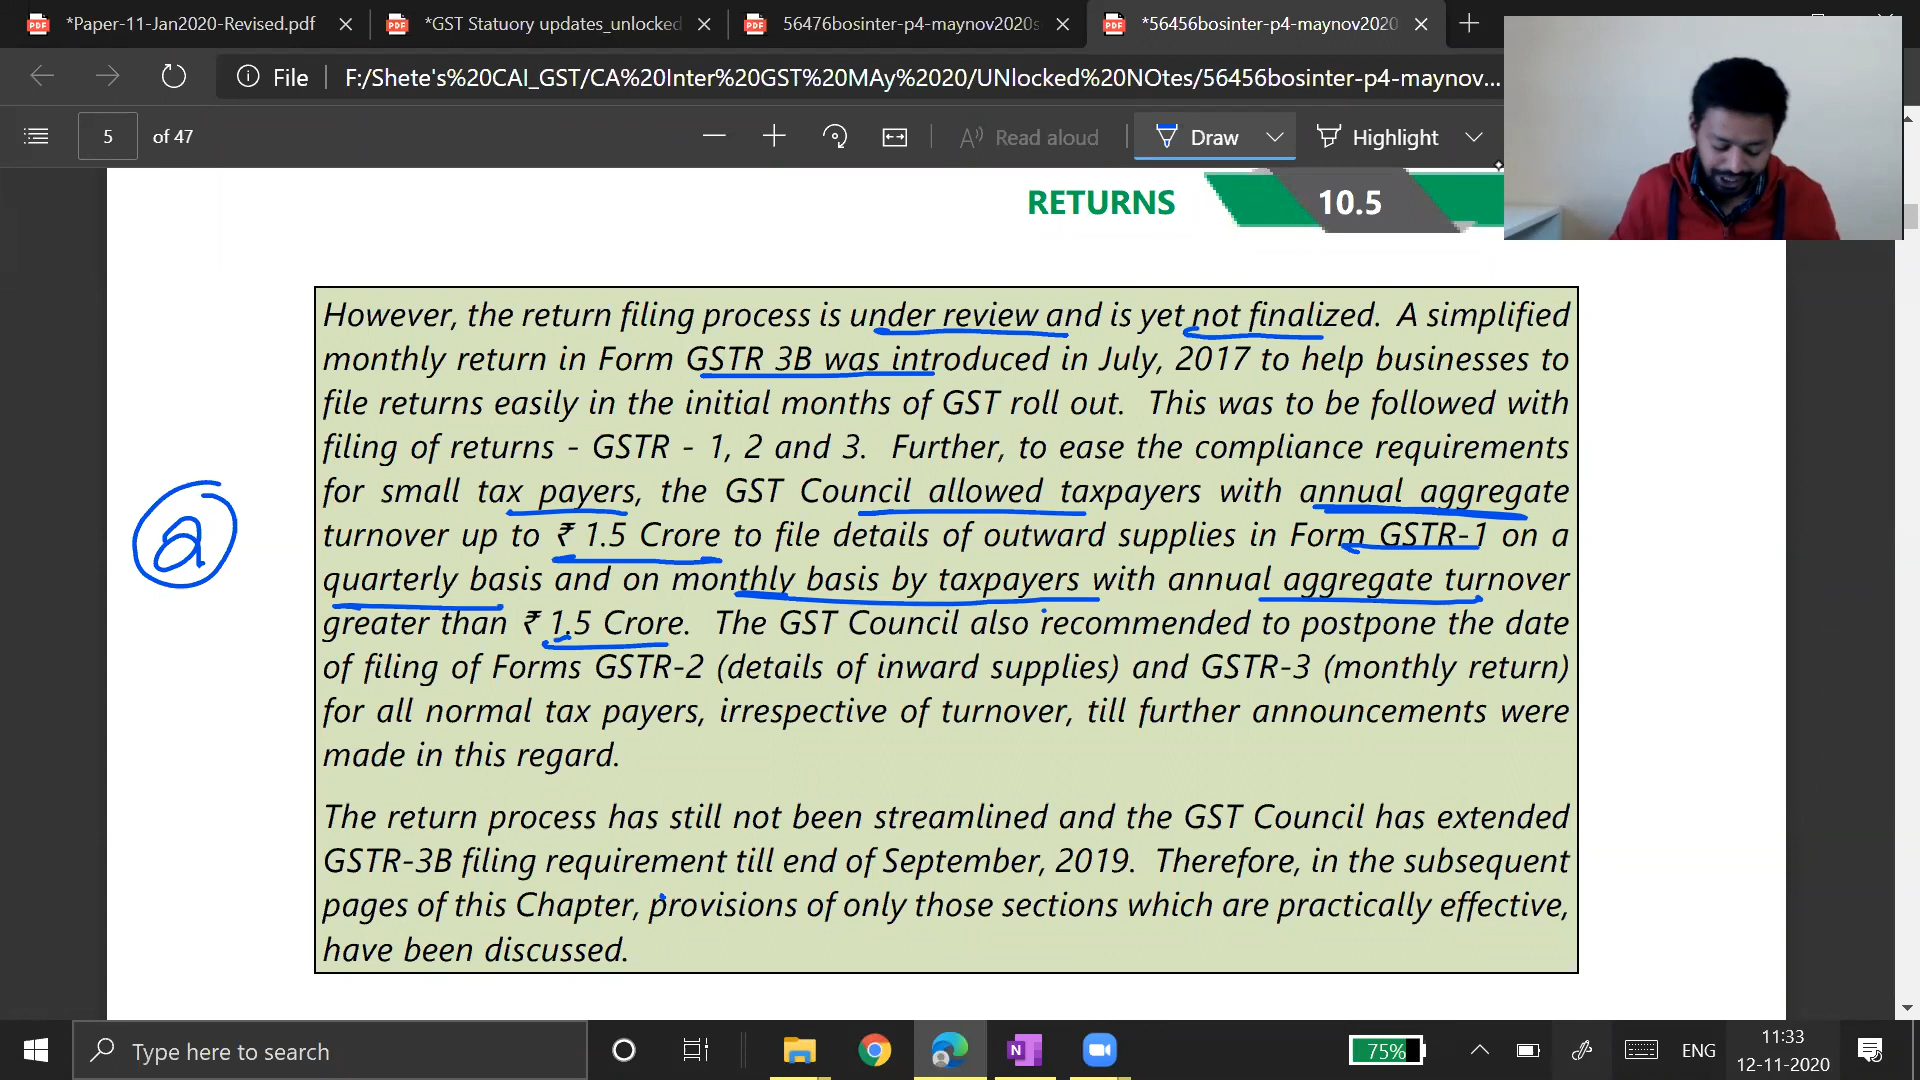 *Paper-11-Jan2020-Revised.pdf
*GST Statuory updates_unlocked
56476bosinter-p4-maynov2020s
*56456bosinter-p4-maynov2020
File
F:/Shete's%20CAI_GST/CA%20Inter%20GST%20MAy%2020/UNlocked%20NOtes/56456bosinter-p4-maynov...
5
of 47
Read aloud
Draw
Highlight
RETURNS
10.5
However, the return filing process is under review and is yet not finalized. A simplified
monthly return in Form GSTR 3B was introduced in July, 2017 to help businesses to
file returns easily in the initial months of GST roll out. This was to be followed with
filing of returns - GSTR - 1, 2 and 3. Further, to ease the compliance requirements
for small tax payers, the GST Council allowed taxpayers with annual aggregate
turnover up to ₹ 1.5 Crore to file details of outward supplies in Form GSTR-1 on a
quarterly basis and on monthly basis by taxpayers with annual aggregate turnover
greater than ₹ 1.5 Crore. The GST Council also recommended to postpone the date
of filing of Forms GSTR-2 (details of inward supplies) and GSTR-3 (monthly return)
for all normal tax payers, irrespective of turnover, till further announcements were
made in this regard.
The return process has still not been streamlined and the GST Council has extended
GSTR-3B filing requirement till end of September, 2019. Therefore, in the subsequent
pages of this Chapter, provisions of only those sections which are practically effective,
have been discussed.
a
Type here to search
75%
ENG
11:33
12-11-2020